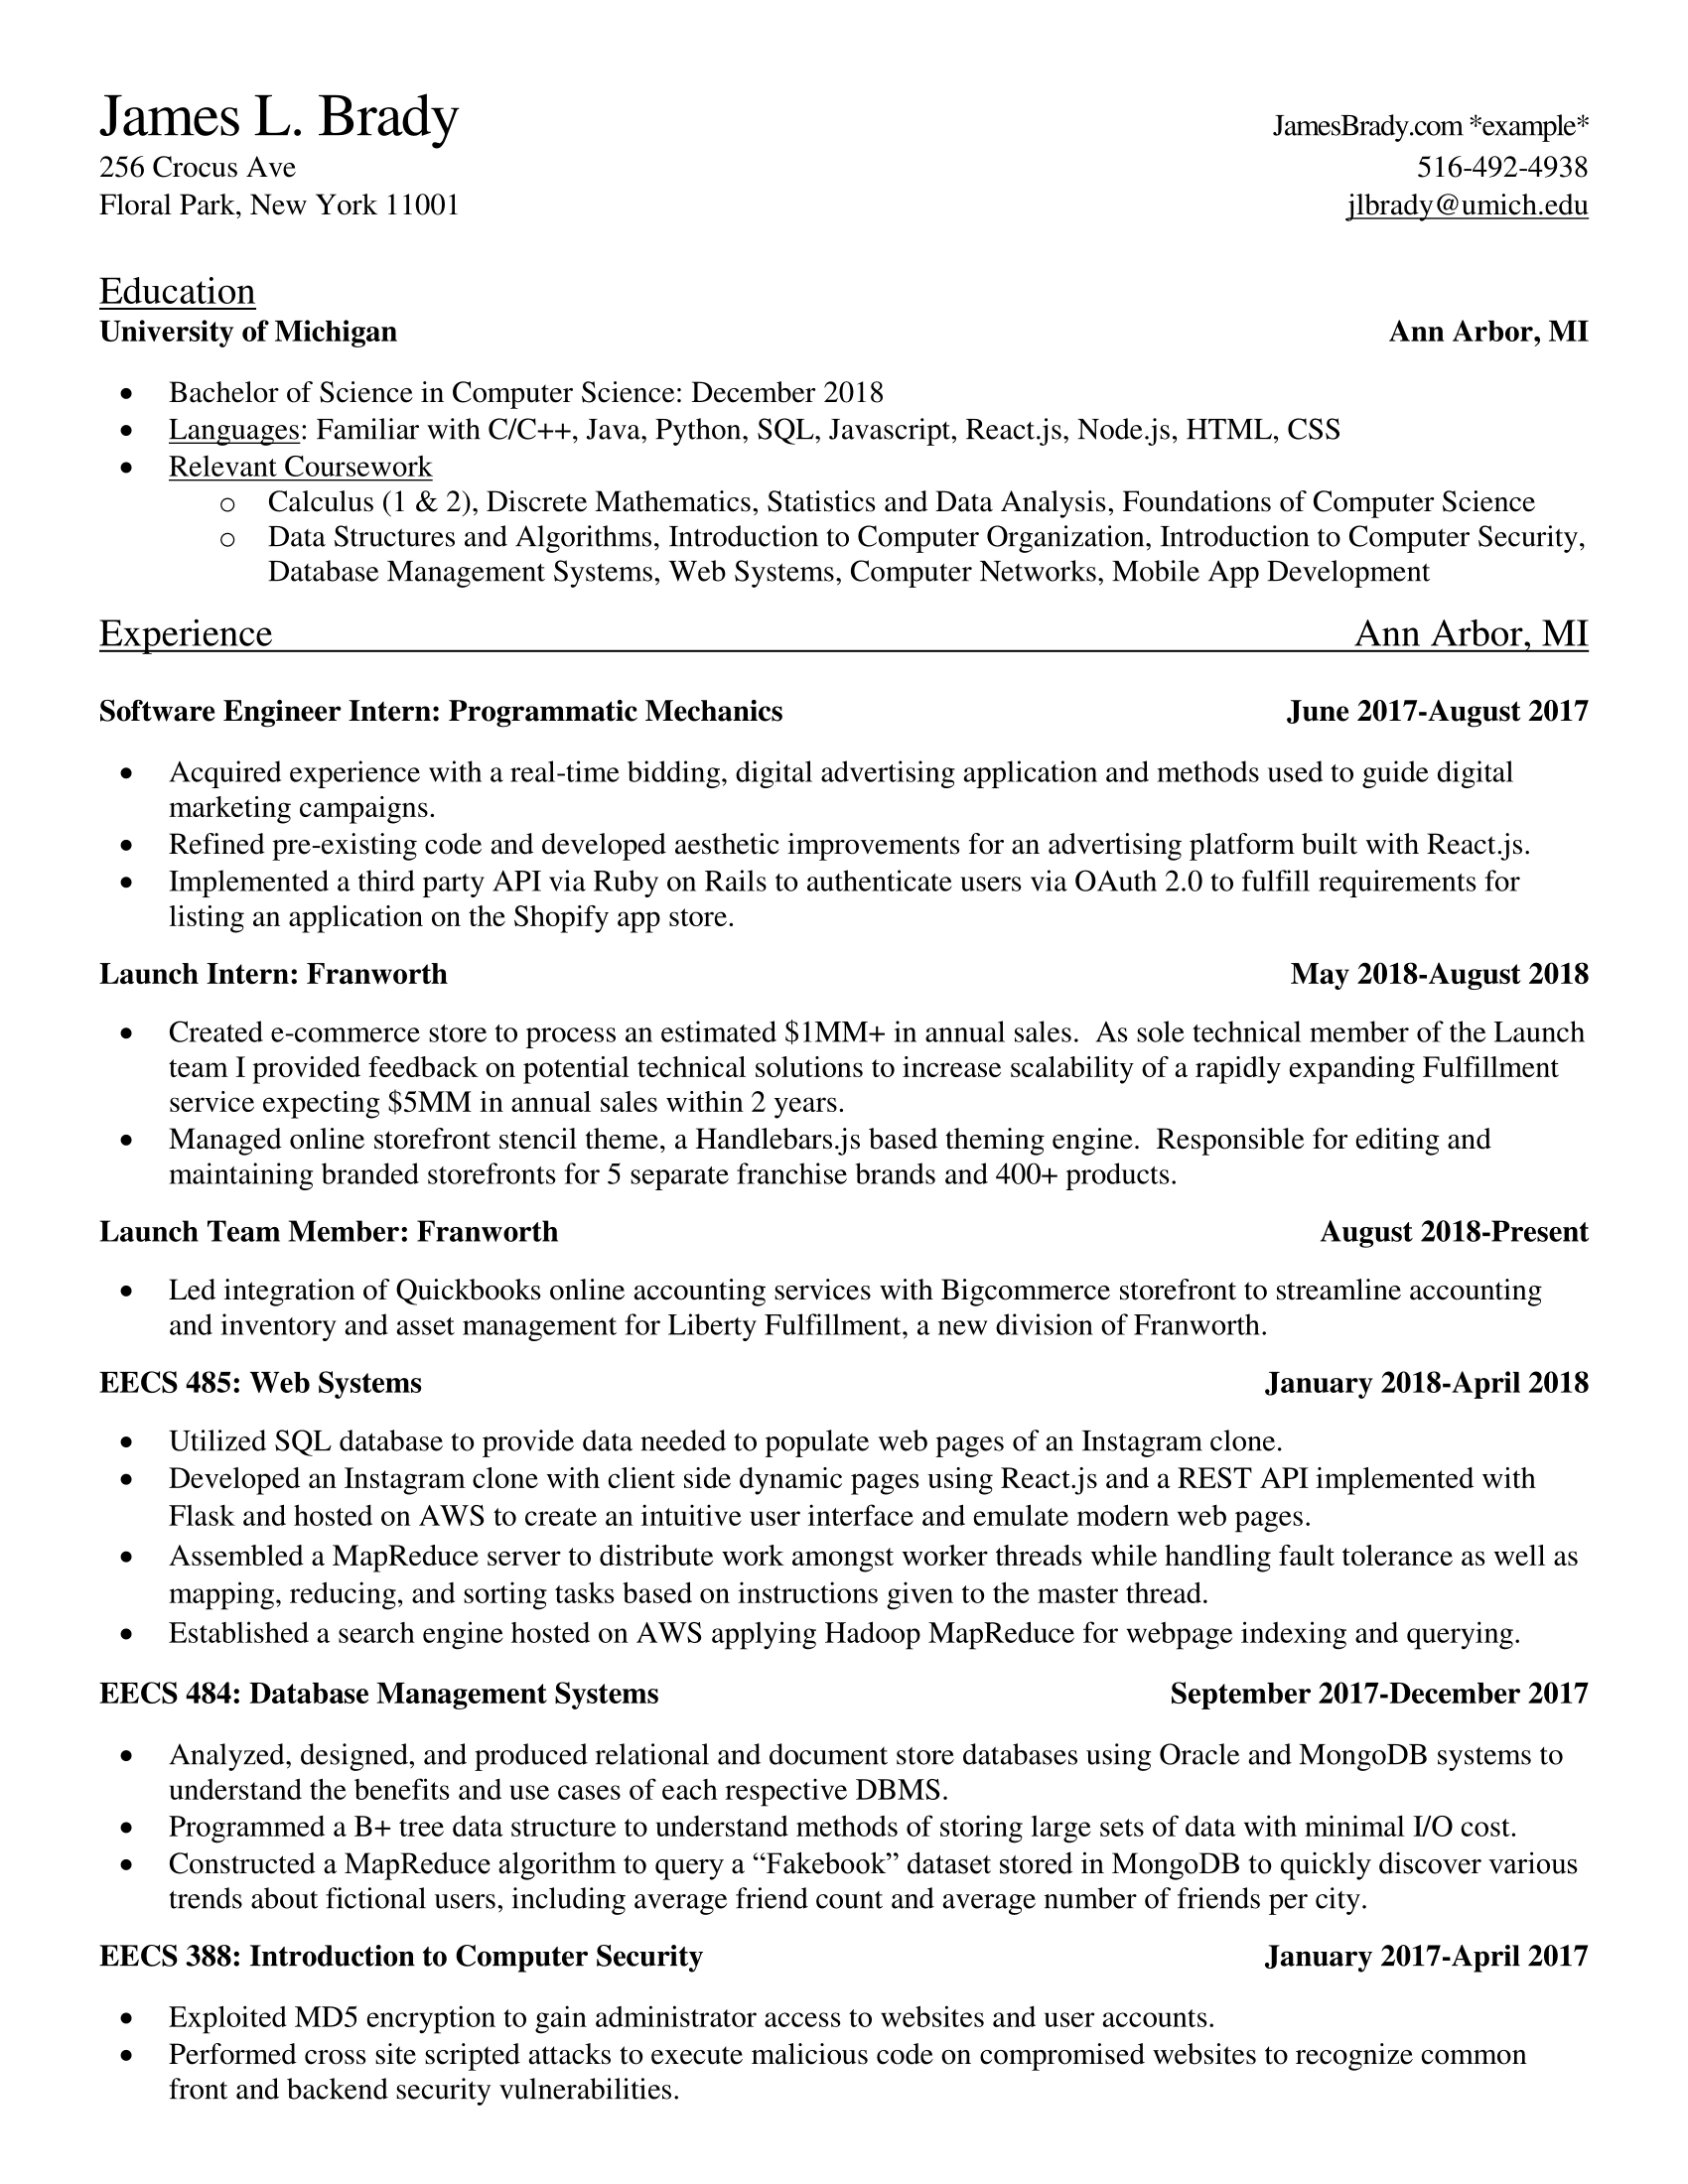 James L. Brady JamesBrady.com *example*
256 Crocus Ave 516-492-4938
Floral Park, New York 11001 jlbrady@umich.edu
Education
University of Michigan Ann Arbor, MI
• Bachelor of Science in Computer Science: December 2018
• Languages: Familiar with C/C++, Java, Python, SQL, Javascript, React.js, Node.js, HTML, CSS
• Relevant Coursework
o Calculus (1 & 2), Discrete Mathematics, Statistics and Data Analysis, Foundations of Computer Science
o Data Structures and Algorithms, Introduction to Computer Organization, Introduction to Computer Security,
Database Management Systems, Web Systems, Computer Networks, Mobile App Development
Experience Ann Arbor, MI
Software Engineer Intern: Programmatic Mechanics June 2017-August 2017
• Acquired experience with a real-time bidding, digital advertising application and methods used to guide digital
marketing campaigns.
• Refined pre-existing code and developed aesthetic improvements for an advertising platform built with React.js.
• Implemented a third party API via Ruby on Rails to authenticate users via OAuth 2.0 to fulfill requirements for
listing an application on the Shopify app store.
Launch Intern: Franworth May 2018-August 2018
• Created e-commerce store to process an estimated $1MM+ in annual sales.  As sole technical member of the Launch
team I provided feedback on potential technical solutions to increase scalability of a rapidly expanding Fulfillment
service expecting $5MM in annual sales within 2 years.
• Managed online storefront stencil theme, a Handlebars.js based theming engine.  Responsible for editing and
maintaining branded storefronts for 5 separate franchise brands and 400+ products.
Launch Team Member: Franworth August 2018-Present
• Led integration of Quickbooks online accounting services with Bigcommerce storefront to streamline accounting
and inventory and asset management for Liberty Fulfillment, a new division of Franworth.
EECS 485: Web Systems January 2018-April 2018
• Utilized SQL database to provide data needed to populate web pages of an Instagram clone.
• Developed an Instagram clone with client side dynamic pages using React.js and a REST API implemented with
Flask and hosted on AWS to create an intuitive user interface and emulate modern web pages.
• Assembled a MapReduce server to distribute work amongst worker threads while handling fault tolerance as well as
mapping, reducing, and sorting tasks based on instructions given to the master thread.
• Established a search engine hosted on AWS applying Hadoop MapReduce for webpage indexing and querying.
EECS 484: Database Management Systems September 2017-December 2017
• Analyzed, designed, and produced relational and document store databases using Oracle and MongoDB systems to
understand the benefits and use cases of each respective DBMS.
• Programmed a B+ tree data structure to understand methods of storing large sets of data with minimal I/O cost.
• Constructed a MapReduce algorithm to query a “Fakebook” dataset stored in MongoDB to quickly discover various
trends about fictional users, including average friend count and average number of friends per city.
EECS 388: Introduction to Computer Security January 2017-April 2017
• Exploited MD5 encryption to gain administrator access to websites and user accounts.
• Performed cross site scripted attacks to execute malicious code on compromised websites to recognize common
front and backend security vulnerabilities.